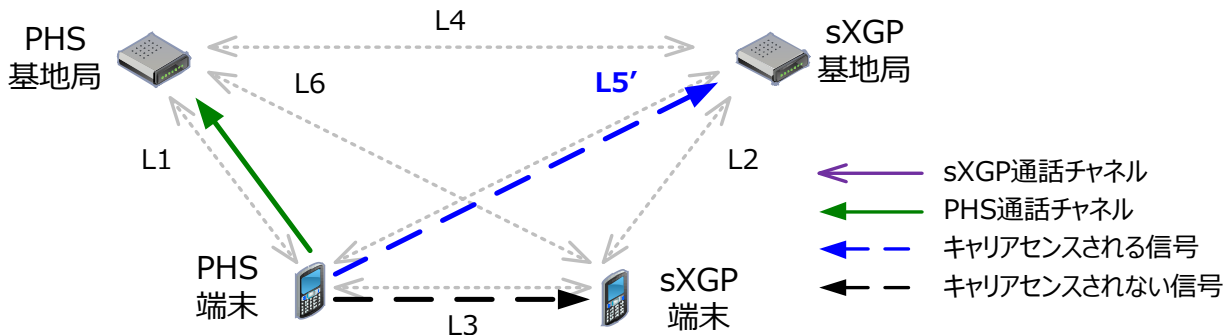 PHS
基地局
L4
sXGP
基地局
L6
L5’
L1
L2
PHS
端末
L3
sXGP
端末
sXGP通話チャネル
PHS通話チャネル
キャリアセンスされる信号
キャリアセンスされない信号